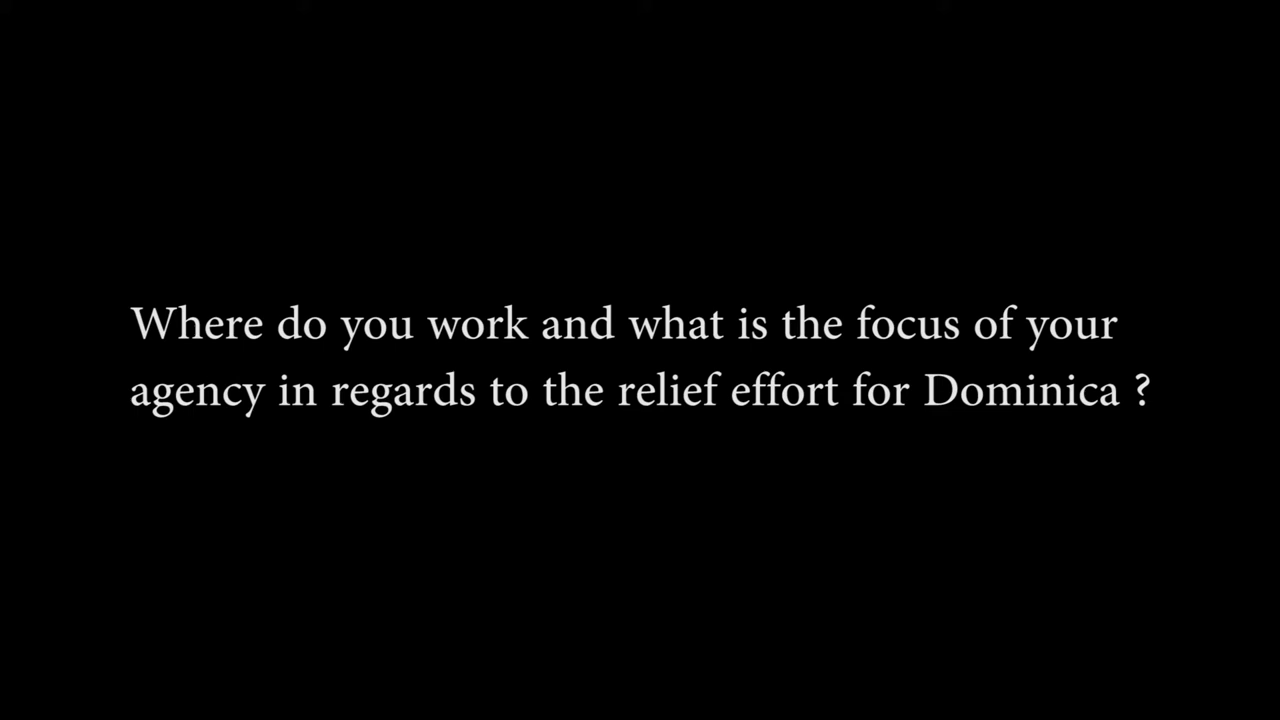 Where do you work and what is the focus of your
agency in regards to the relief effort for Dominica ?